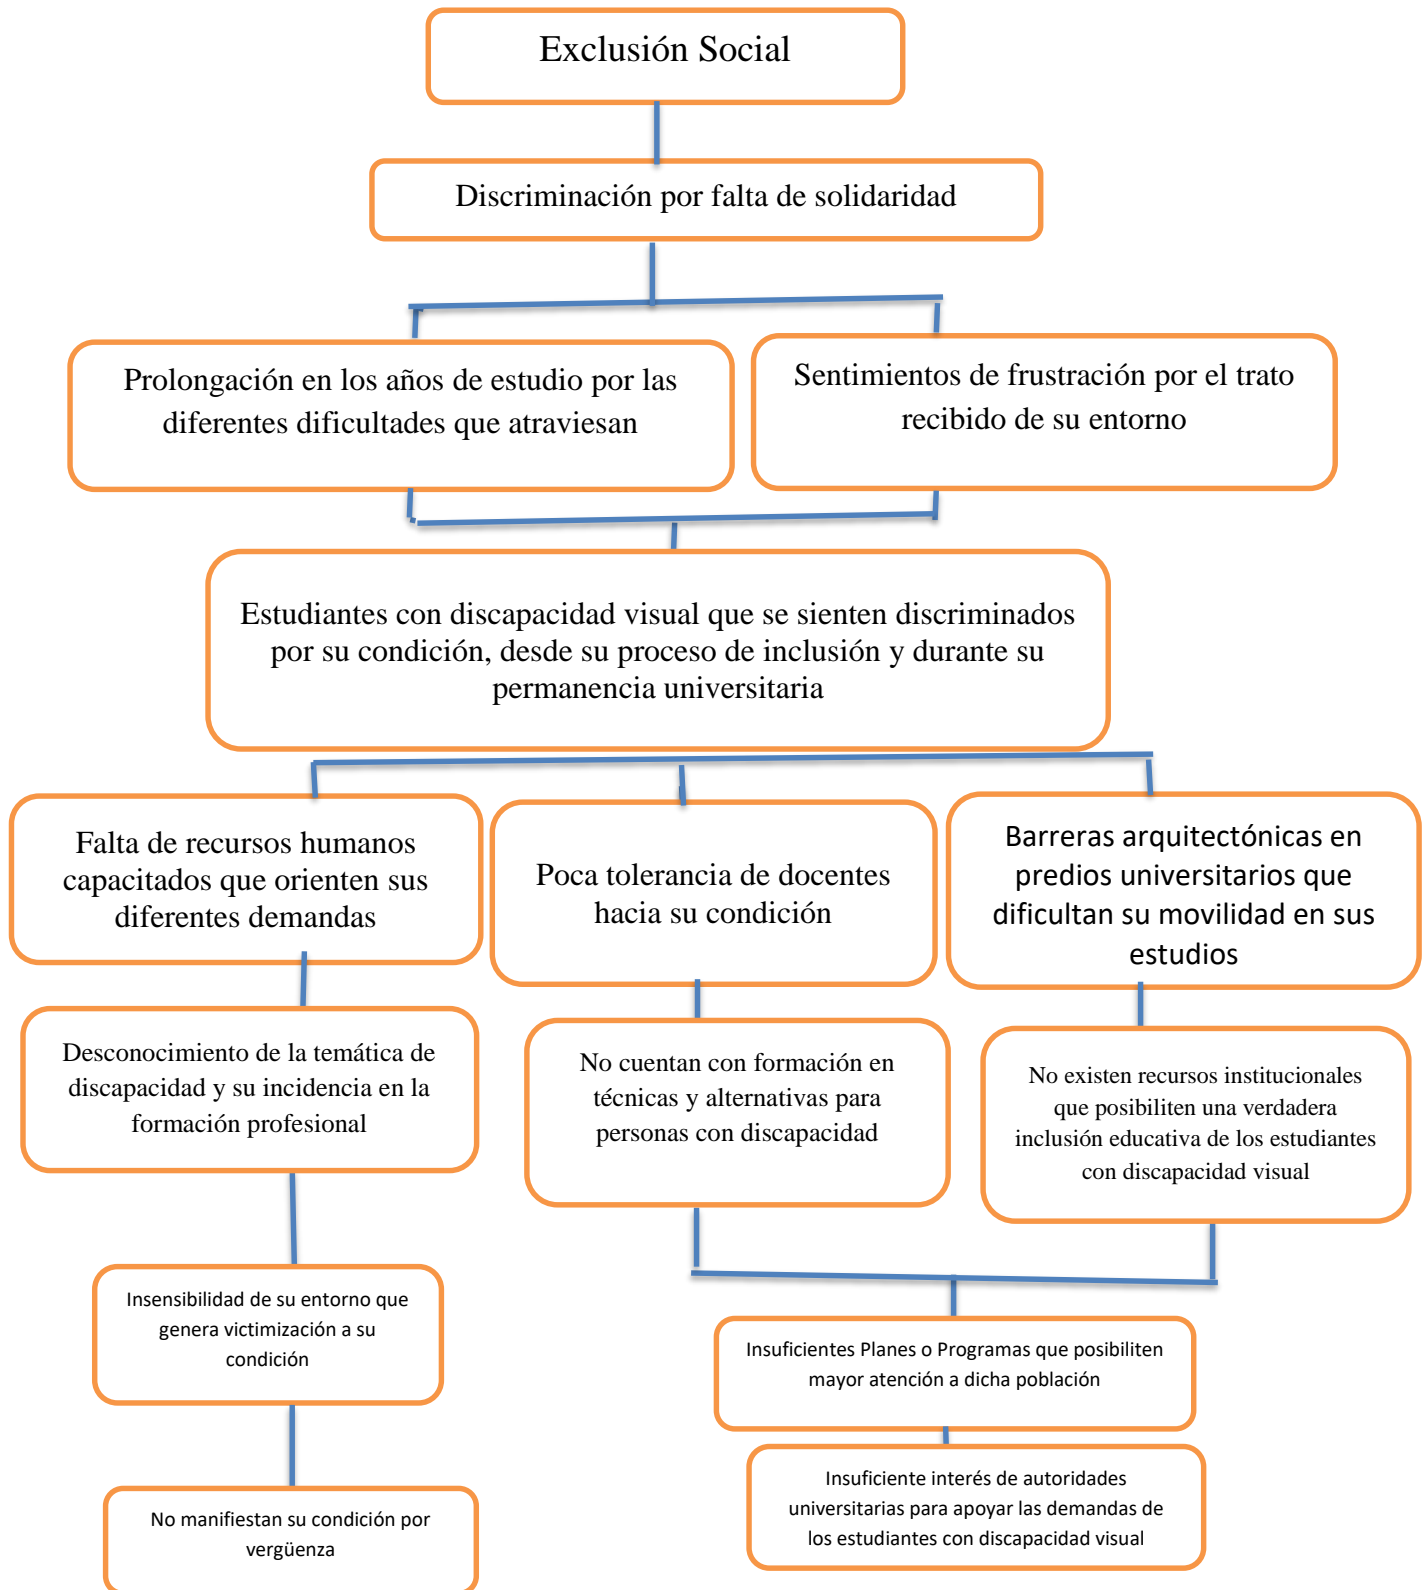 Exclusión Social
Discriminación por falta de solidaridad
Prolongación en los años de estudio por las
diferentes dificultades que atraviesan
Sentimientos de frustración por el trato
recibido de su entorno
Estudiantes con discapacidad visual que se sienten discriminados
por su condición, desde su proceso de inclusión y durante su
permanencia universitaria
Falta de recursos humanos
capacitados que orienten sus
diferentes demandas
Poca tolerancia de docentes
hacia su condición
Barreras arquitectónicas en
predios universitarios que
dificultan su movilidad en sus
estudios
Desconocimiento de la temática de
discapacidad y su incidencia en la
formación profesional
No cuentan con formación en
técnicas y alternativas para
personas con discapacidad
No existen recursos institucionales
que posibiliten una verdadera
inclusión educativa de los estudiantes
con discapacidad visual
Insensibilidad de su entorno que
genera victimización a su
condición
Insuficientes Planes o Programas que posibiliten
mayor atención a dicha población
No manifiestan su condición por
vergüenza
Insuficiente interés de autoridades
universitarias para apoyar las demandas de
los estudiantes con discapacidad visual